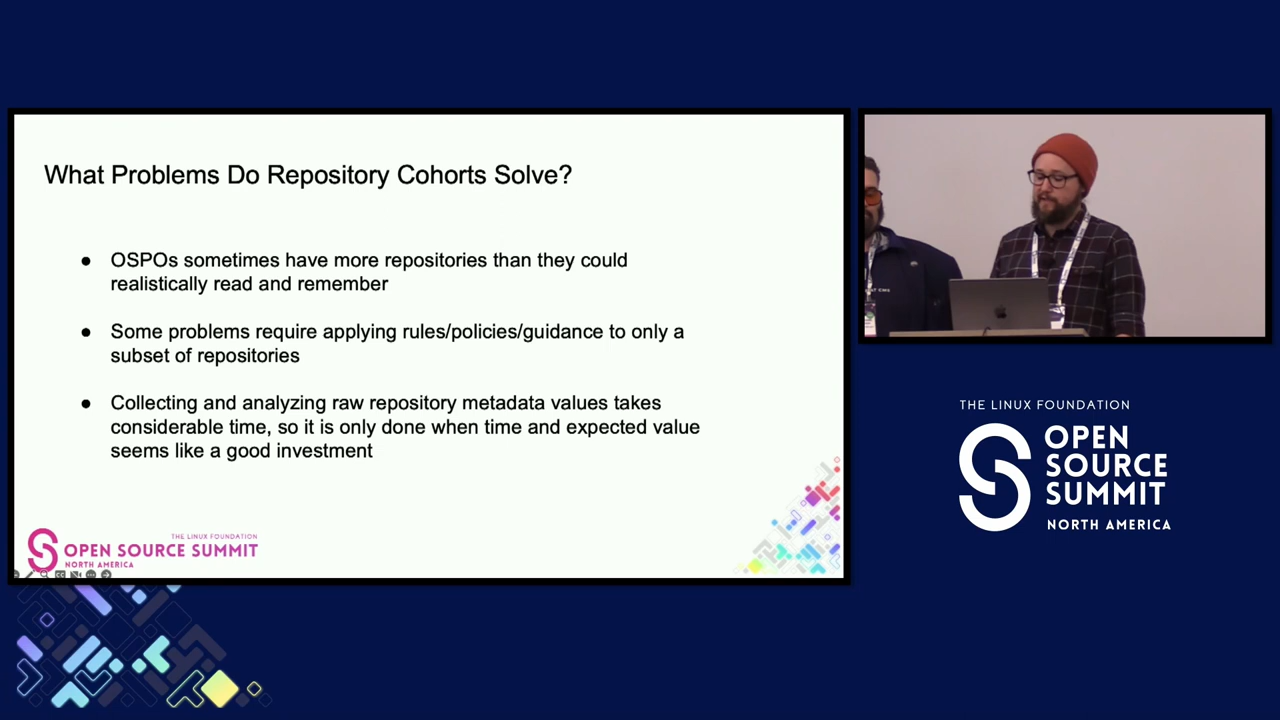 What Problems Do Repository Cohorts Solve?
● OSPOs sometimes have more repositories than they could
realistically read and remember
● Some problems require applying rules/policies/guidance to only a
subset of repositories
● Collecting and analyzing raw repository metadata values takes
considerable time, so it is only done when time and expected value
seems like a good investment
THE LINUX FOUNDATION
OPEN SOURCE SUMMIT
NORTH AMERICA
THE LINUX FOUNDATION
OPEN
SOURCE
SUMMIT
NORTH AMERICA